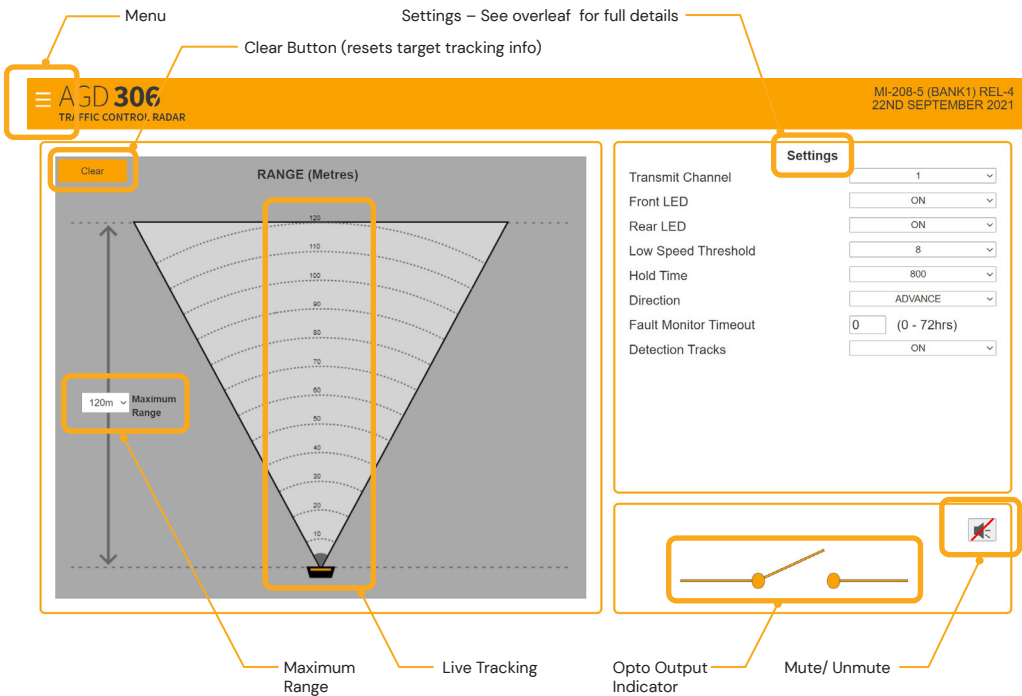 Menu
Settings – See overleaf for full details
Clear Button (resets target tracking info)
AGD 306
TRAFFIC CONTROL RADAR
MI-208-5 (BANK1) REL-4
22ND SEPTEMBER 2021
Clear
RANGE (Metres)
120
110
100
90
80
70
60
50
40
30
20
10
120m
Maximum
Range
Settings
Transmit Channel 1
Front LED ON
Rear LED ON
Low Speed Threshold 8
Hold Time 800
Direction ADVANCE
Fault Monitor Timeout 0 (0 - 72hrs)
Detection Tracks ON
Maximum
Range
Live Tracking
Opto Output
Indicator
Mute/ Unmute